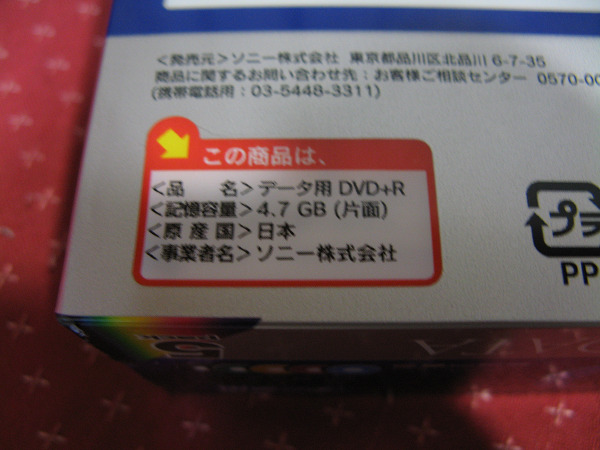 <発売元>ソニー株式会社 東京都品川区北品川 6-7-35
商品に関するお問い合わせ先:お客様ご相談センター 0570-00
(携帯電話用:03-5448-3311)
この商品は、
<品　　名>データ用 DVD+R
<記憶容量>4.7 GB (片面)
<原 産 国>日本
<事業者名>ソニー株式会社
プラ
PP
5